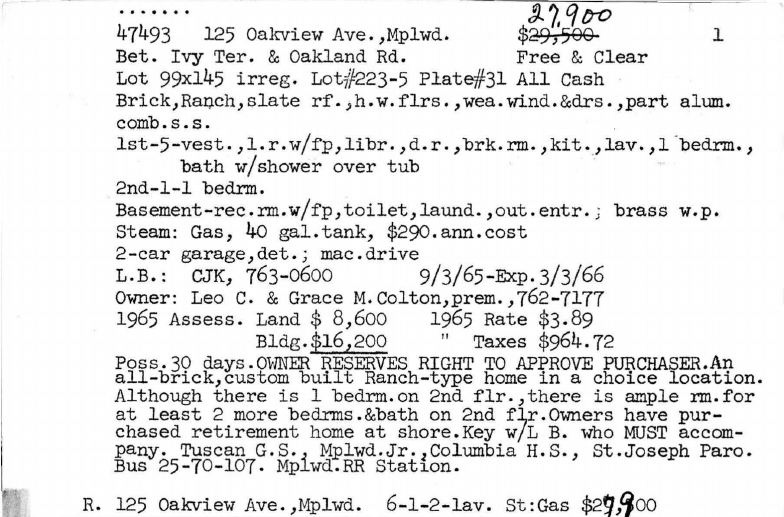 .......
27,900
47493 125 Oakview Ave.,Mplwd. $29,500 1
Bet. Ivy Ter. & Oakland Rd. Free & Clear
Lot 99x145 irreg. Lot#223-5 Plate#31 All Cash
Brick,Ranch,slate rf.,h.w.flrs.,wea.wind.&drs.,part alum.
comb.s.s.
1st-5-vest.,l.r.w/fp,libr.,d.r.,brk.rm.,kit.,lav.,1 bedrm.,
bath w/shower over tub
2nd-1-1 bedrm.
Basement-rec.rm.w/fp,toilet,laund.,out.entr.; brass w.p.
Steam: Gas, 40 gal.tank, $290.ann.cost
2-car garage,det.; mac.drive
L.B.: CJK, 763-0600 9/3/65-Exp.3/3/66
Owner: Leo C. & Grace M.Colton,prem.,762-7177
1965 Assess. Land $ 8,600 1965 Rate $3.89
Bldg.$16,200 " Taxes $964.72
Poss.30 days.OWNER RESERVES RIGHT TO APPROVE PURCHASER.An
all-brick,custom built Ranch-type home in a choice location.
Although there is 1 bedrm.on 2nd flr.,there is ample rm.for
at least 2 more bedrms.&bath on 2nd flr.Owners have pur-
chased retirement home at shore.Key w/L B. who MUST accom-
pany. Tuscan G.S., Mplwd.Jr.,Columbia H.S., St.Joseph Paro.
Bus 25-70-107. Mplwd.RR Station.
R. 125 Oakview Ave.,Mplwd. 6-1-2-lav. St:Gas $27,900